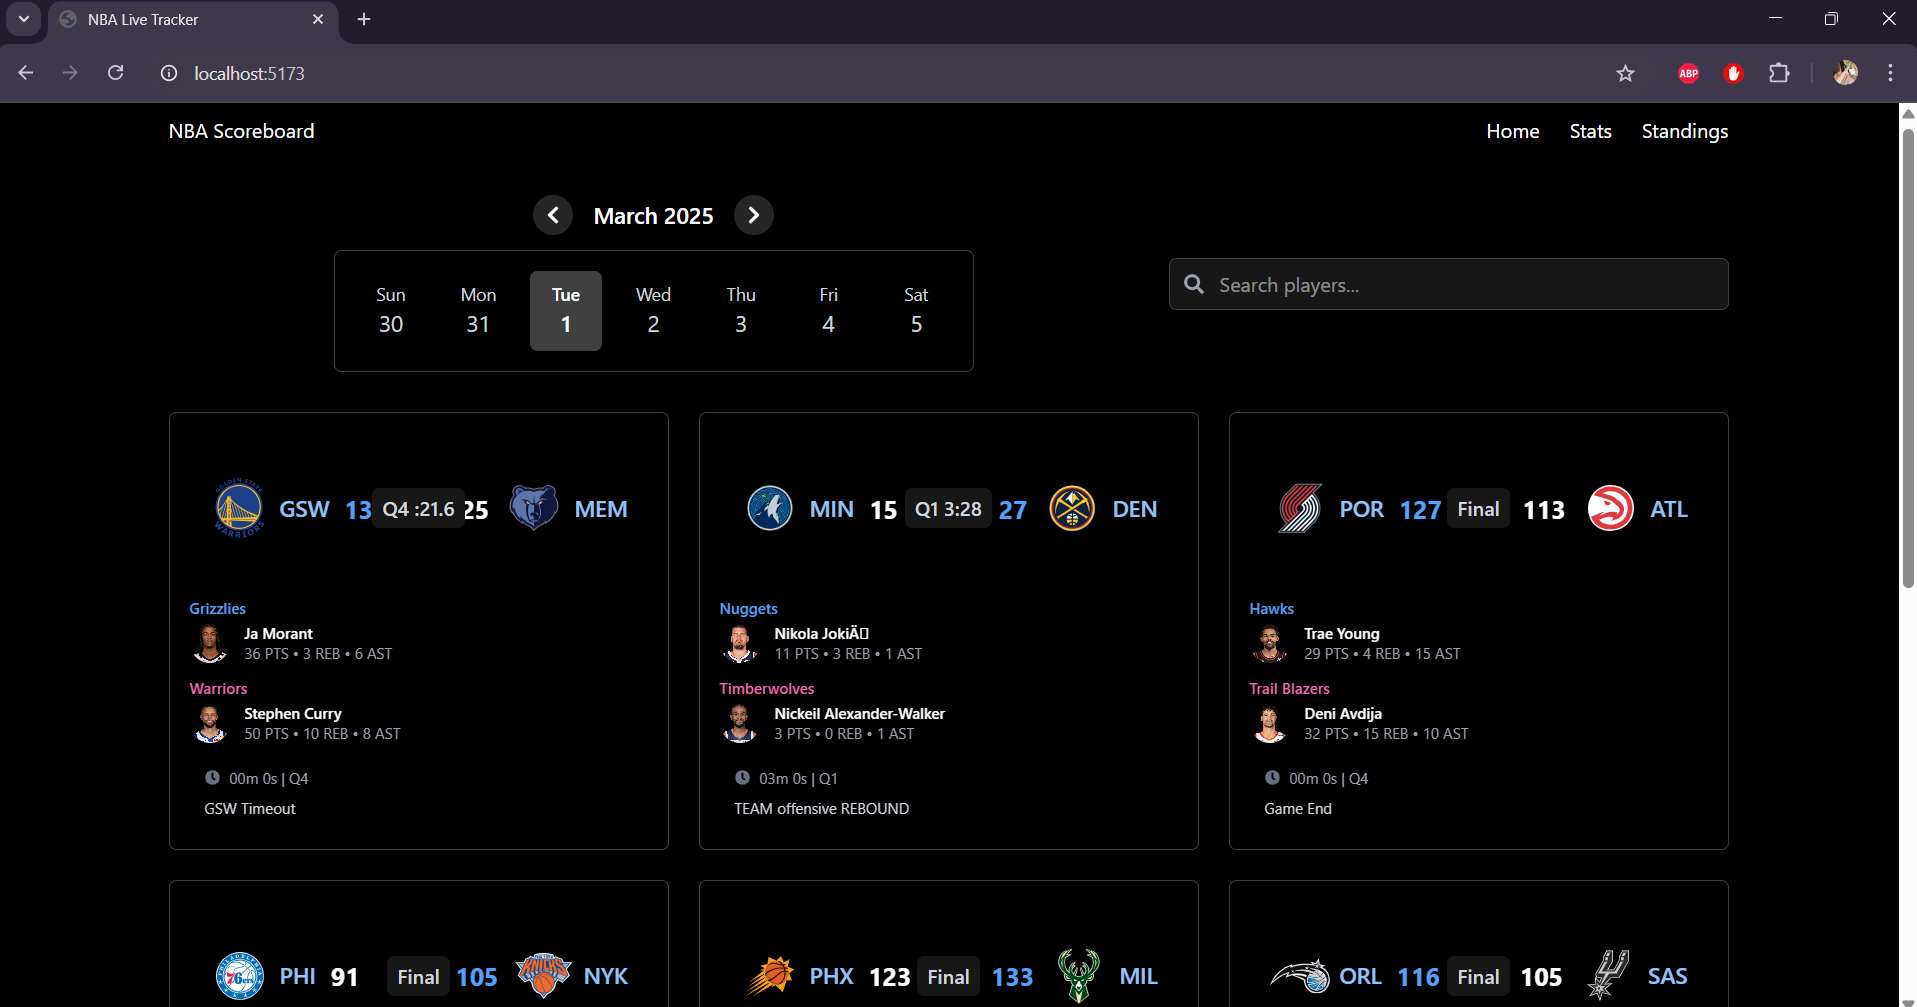 NBA Live Tracker
localhost:5173
ABP
NBA Scoreboard
Home Stats Standings
March 2025
Sun Mon Tue Wed Thu Fri Sat
30 31 1 2 3 4 5
Search players...
GSW 13 Q4 :21.6 25 MEM
Grizzlies
Ja Morant
36 PTS • 3 REB • 6 AST
Warriors
Stephen Curry
50 PTS • 10 REB • 8 AST
00m 0s | Q4
GSW Timeout
MIN 15 Q1 3:28 27 DEN
Nuggets
Nikola JokiÄ
11 PTS • 3 REB • 1 AST
Timberwolves
Nickeil Alexander-Walker
3 PTS • 0 REB • 1 AST
03m 0s | Q1
TEAM offensive REBOUND
POR 127 Final 113 ATL
Hawks
Trae Young
29 PTS • 4 REB • 15 AST
Trail Blazers
Deni Avdija
32 PTS • 15 REB • 10 AST
00m 0s | Q4
Game End
PHI 91 Final 105 NYK
PHX 123 Final 133 MIL
ORL 116 Final 105 SAS